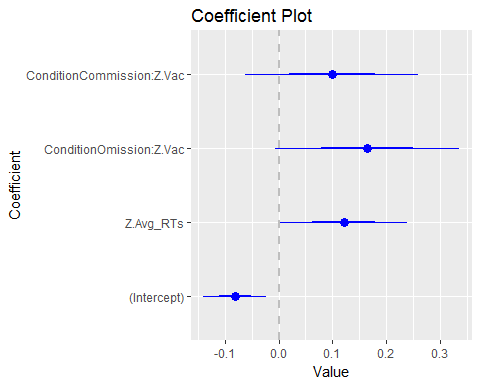 Coefficient Plot
ConditionCommission:Z.Vac
ConditionOmission:Z.Vac
Z.Avg_RTs
(Intercept)
Coefficient
-0.1 0.0 0.1 0.2 0.3
Value